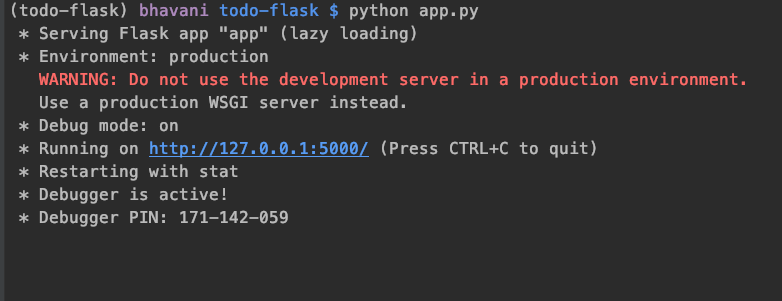 (todo-flask) bhavani todo-flask $ python app.py
* Serving Flask app "app" (lazy loading)
* Environment: production
WARNING: Do not use the development server in a production environment.
Use a production WSGI server instead.
* Debug mode: on
* Running on http://127.0.0.1:5000/ (Press CTRL+C to quit)
* Restarting with stat
* Debugger is active!
* Debugger PIN: 171-142-059